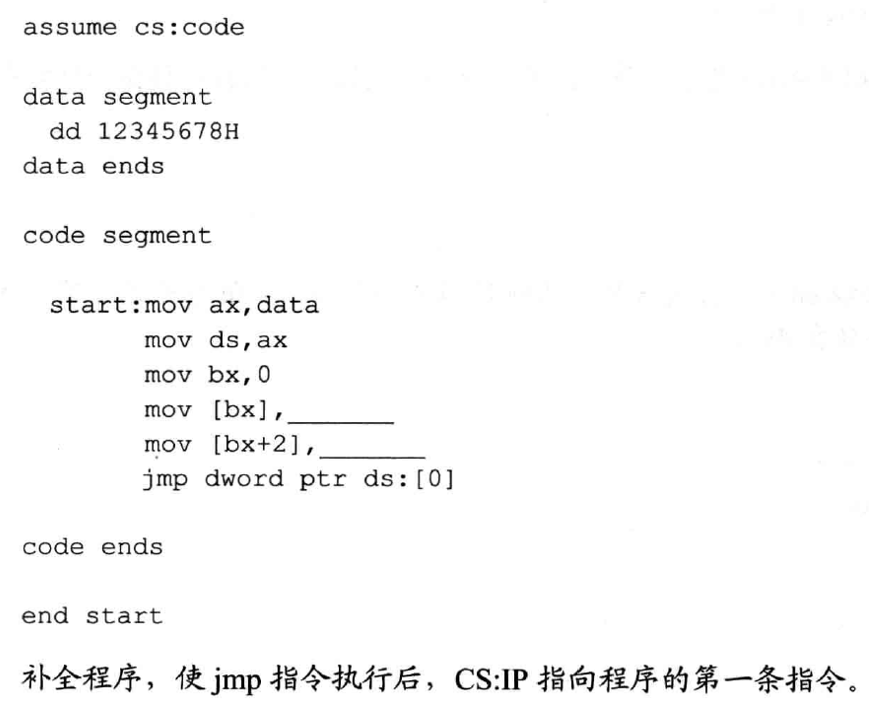 assume cs:code
data segment
dd 12345678H
data ends
code segment
start:mov ax,data
mov ds,ax
mov bx,0
mov [bx],______
mov [bx+2],______
jmp dword ptr ds:[0]
code ends
end start
补全程序，使 jmp 指令执行后，CS:IP 指向程序的第一条指令。